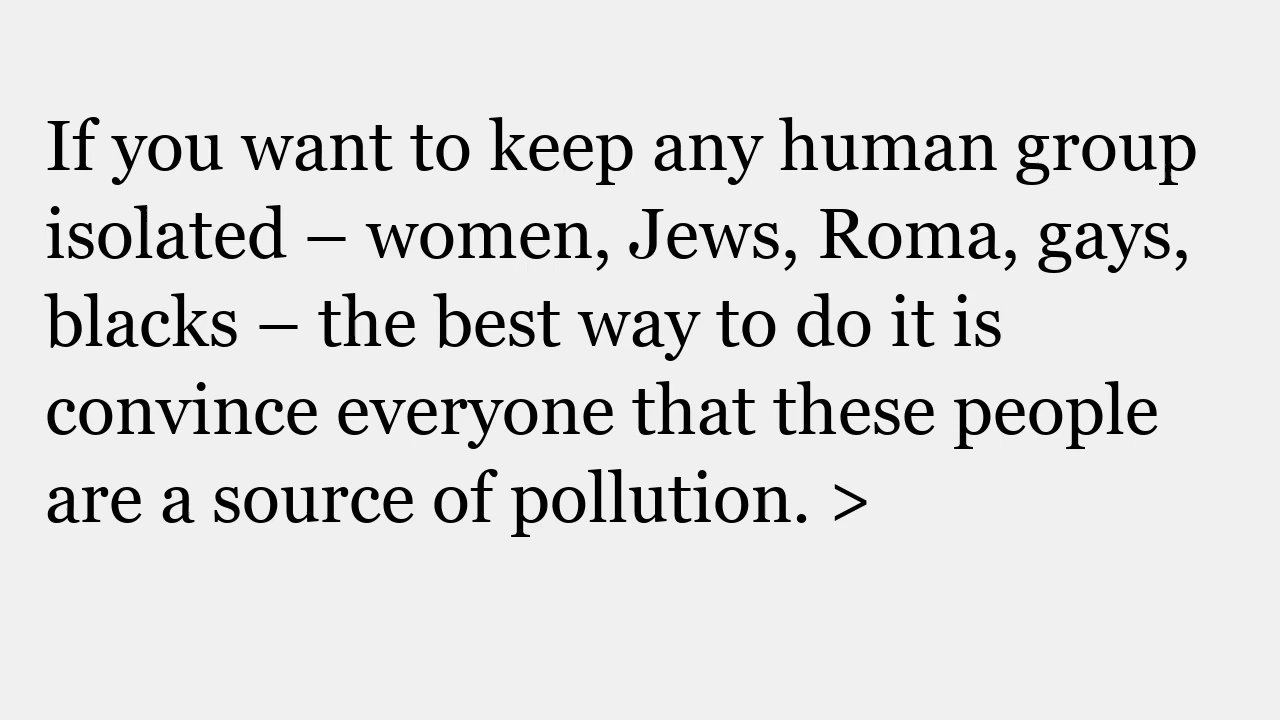 If you want to keep any human group
isolated – women, Jews, Roma, gays,
blacks – the best way to do it is
convince everyone that these people
are a source of pollution. >